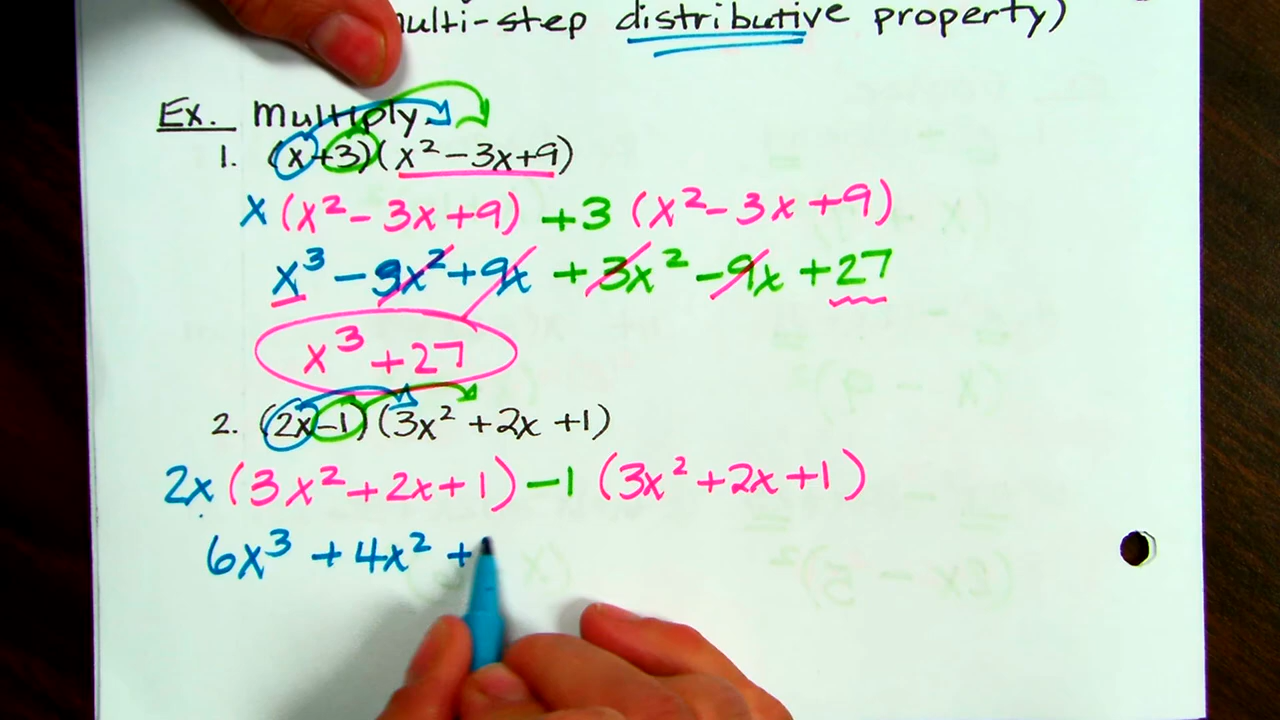 multi-step distributive property)
Ex. Multiply.
1. (x+3)(x²-3x+9)
x(x²-3x+9) +3 (x²-3x+9)
x³ - 3x² + 9x + 3x² - 9x + 27
x³ + 27
2. (2x-1)(3x² +2x +1)
2x(3x²+2x+1) -1 (3x²+2x+1)
6x³ + 4x² +